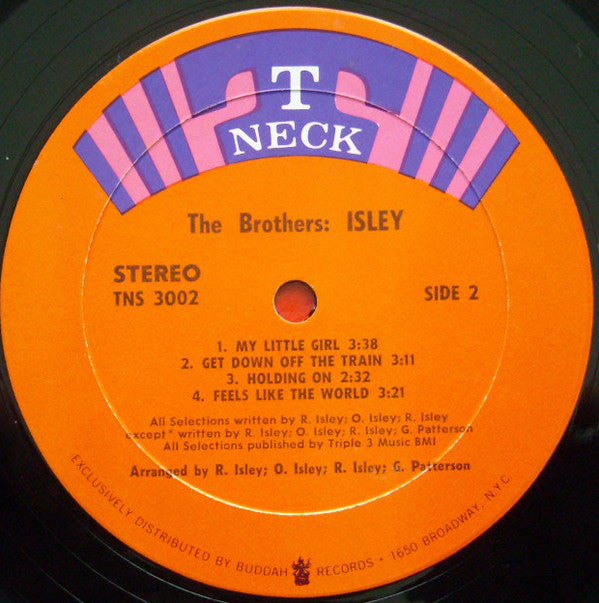 T
NECK
The Brothers: ISLEY
STEREO
TNS 3002
SIDE 2
1. MY LITTLE GIRL 3:38
2. GET DOWN OFF THE TRAIN 3:11
3. HOLDING ON 2:32
4. FEELS LIKE THE WORLD 3:21
All Selections written by R. Isley; O. Isley; R. Isley
except* written by R. Isley; O. Isley; R. Isley; G. Patterson
All Selections published by Triple 3 Music BMI
Arranged by R. Isley; O. Isley; R. Isley; G. Patterson
EXCLUSIVELY DISTRIBUTED BY BUDDAH RECORDS • 1650 BROADWAY, N.Y.C.